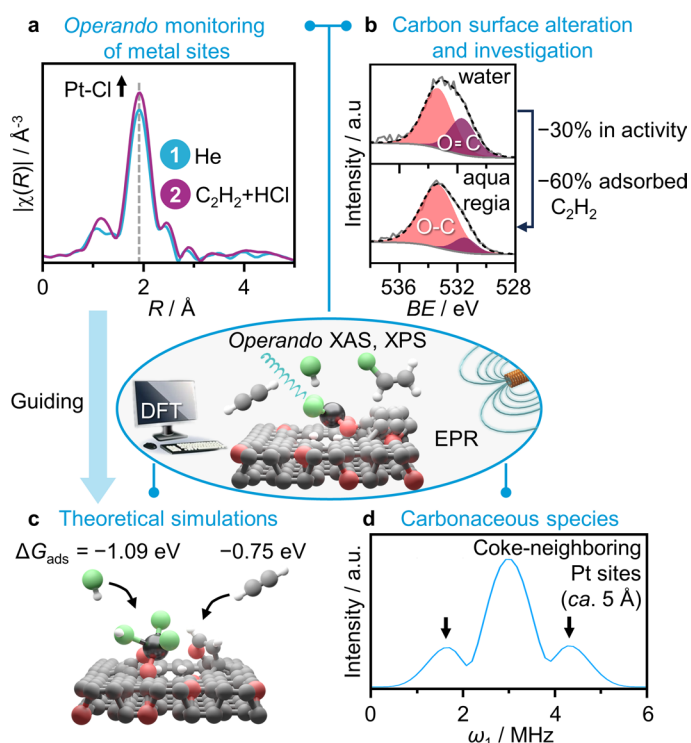 a Operando monitoring
of metal sites
Pt-Cl
|χ(R)| / Å-3
1 He
2 C2H2+HCl
0 2 4
R / Å
b Carbon surface alteration
and investigation
Intensity / a.u
water
O=C
aqua
regia
O-C
536 532 528
BE / eV
−30% in activity
−60% adsorbed
C2H2
Guiding
Operando XAS, XPS
DFT
EPR
c Theoretical simulations
ΔGads = −1.09 eV −0.75 eV
d Carbonaceous species
Intensity / a.u.
Coke-neighboring
Pt sites
(ca. 5 Å)
0 2 4 6
ω1 / MHz